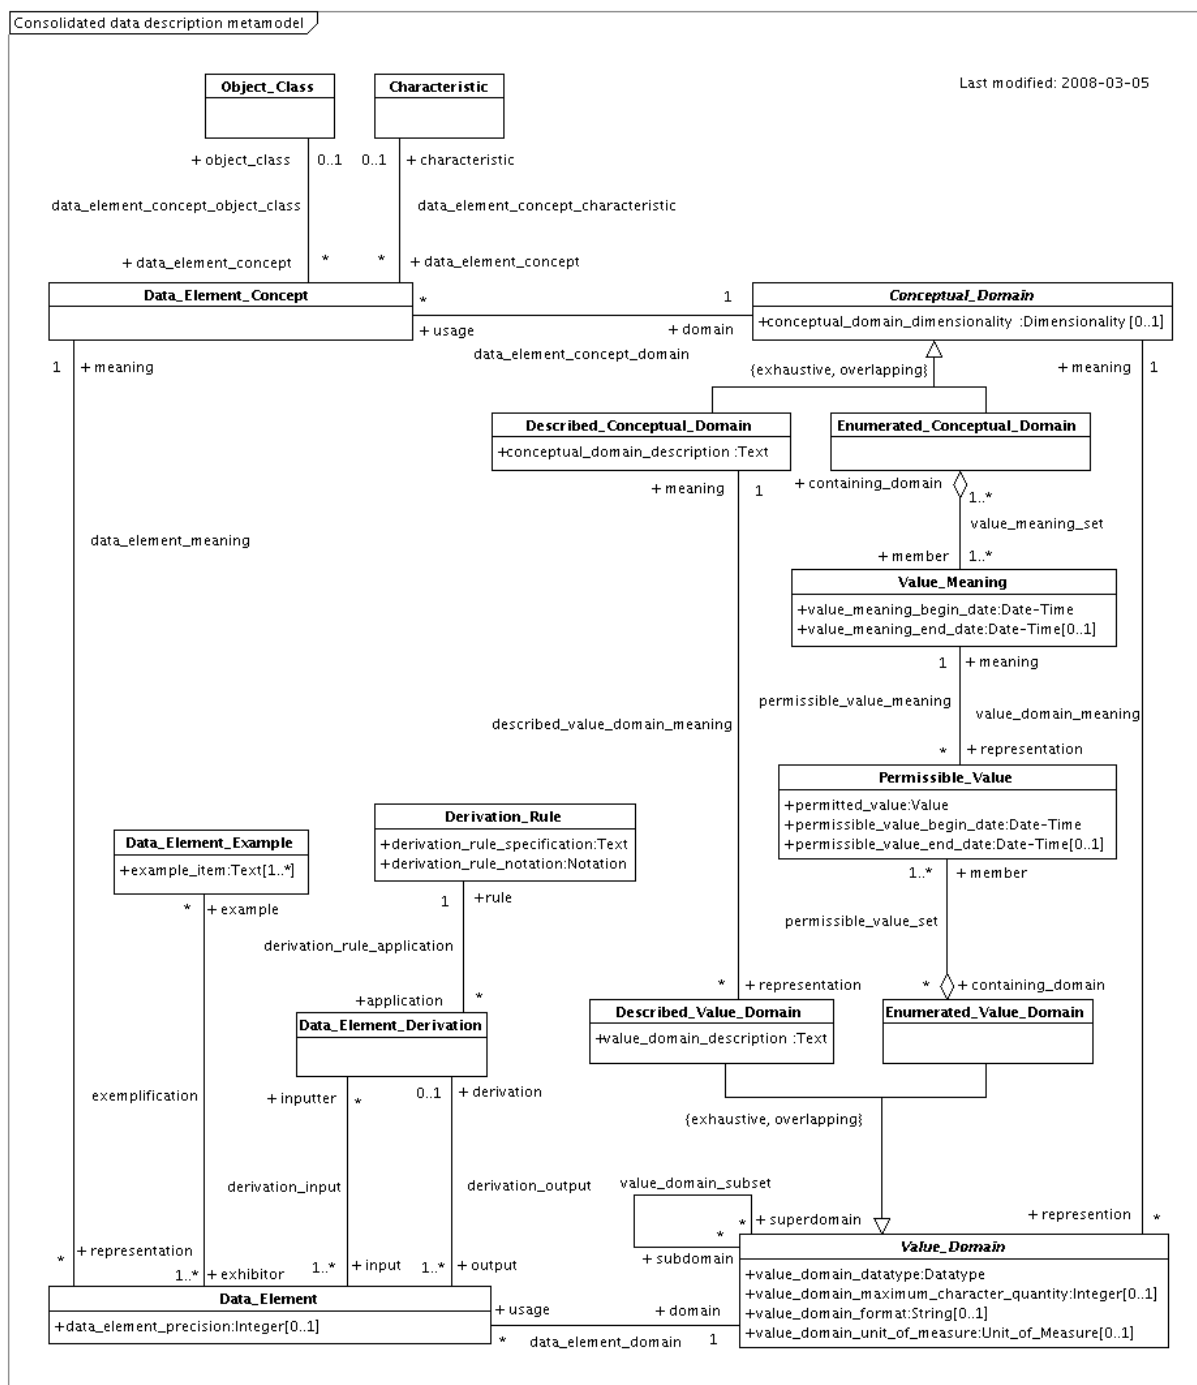 Consolidated data description metamodel
Last modified: 2008-03-05
Object_Class
Characteristic
+ object_class
0..1
0..1
+ characteristic
data_element_concept_object_class
data_element_concept_characteristic
+ data_element_concept
*
*
+ data_element_concept
Data_Element_Concept
*
1
+ usage
+ domain
data_element_concept_domain
Conceptual_Domain
+conceptual_domain_dimensionality :Dimensionality [0..1]
1
+ meaning
{exhaustive, overlapping}
+ meaning
1
Described_Conceptual_Domain
+conceptual_domain_description :Text
Enumerated_Conceptual_Domain
+ meaning
1
+ containing_domain
1..*
value_meaning_set
data_element_meaning
+ member
1..*
Value_Meaning
+value_meaning_begin_date:Date-Time
+value_meaning_end_date:Date-Time[0..1]
1
+ meaning
permissible_value_meaning
value_domain_meaning
described_value_domain_meaning
*
+ representation
Permissible_Value
+permitted_value:Value
+permissible_value_begin_date:Date-Time
+permissible_value_end_date:Date-Time[0..1]
Derivation_Rule
+derivation_rule_specification:Text
+derivation_rule_notation:Notation
Data_Element_Example
+example_item:Text[1..*]
1..*
+ member
1
+rule
*
+ example
permissible_value_set
derivation_rule_application
*
+ representation
*
+ containing_domain
+application
*
Data_Element_Derivation
Described_Value_Domain
+value_domain_description :Text
Enumerated_Value_Domain
exemplification
+ inputter
*
0..1
+ derivation
{exhaustive, overlapping}
derivation_input
derivation_output
value_domain_subset
*
+ superdomain
*
+ subdomain
+ represention
*
*
+ representation
1..*
+ exhibitor
1..*
+ input
1..*
+ output
Data_Element
+data_element_precision:Integer[0..1]
+ usage
+ domain
*
data_element_domain
1
Value_Domain
+value_domain_datatype:Datatype
+value_domain_maximum_character_quantity:Integer[0..1]
+value_domain_format:String[0..1]
+value_domain_unit_of_measure:Unit_of_Measure[0..1]